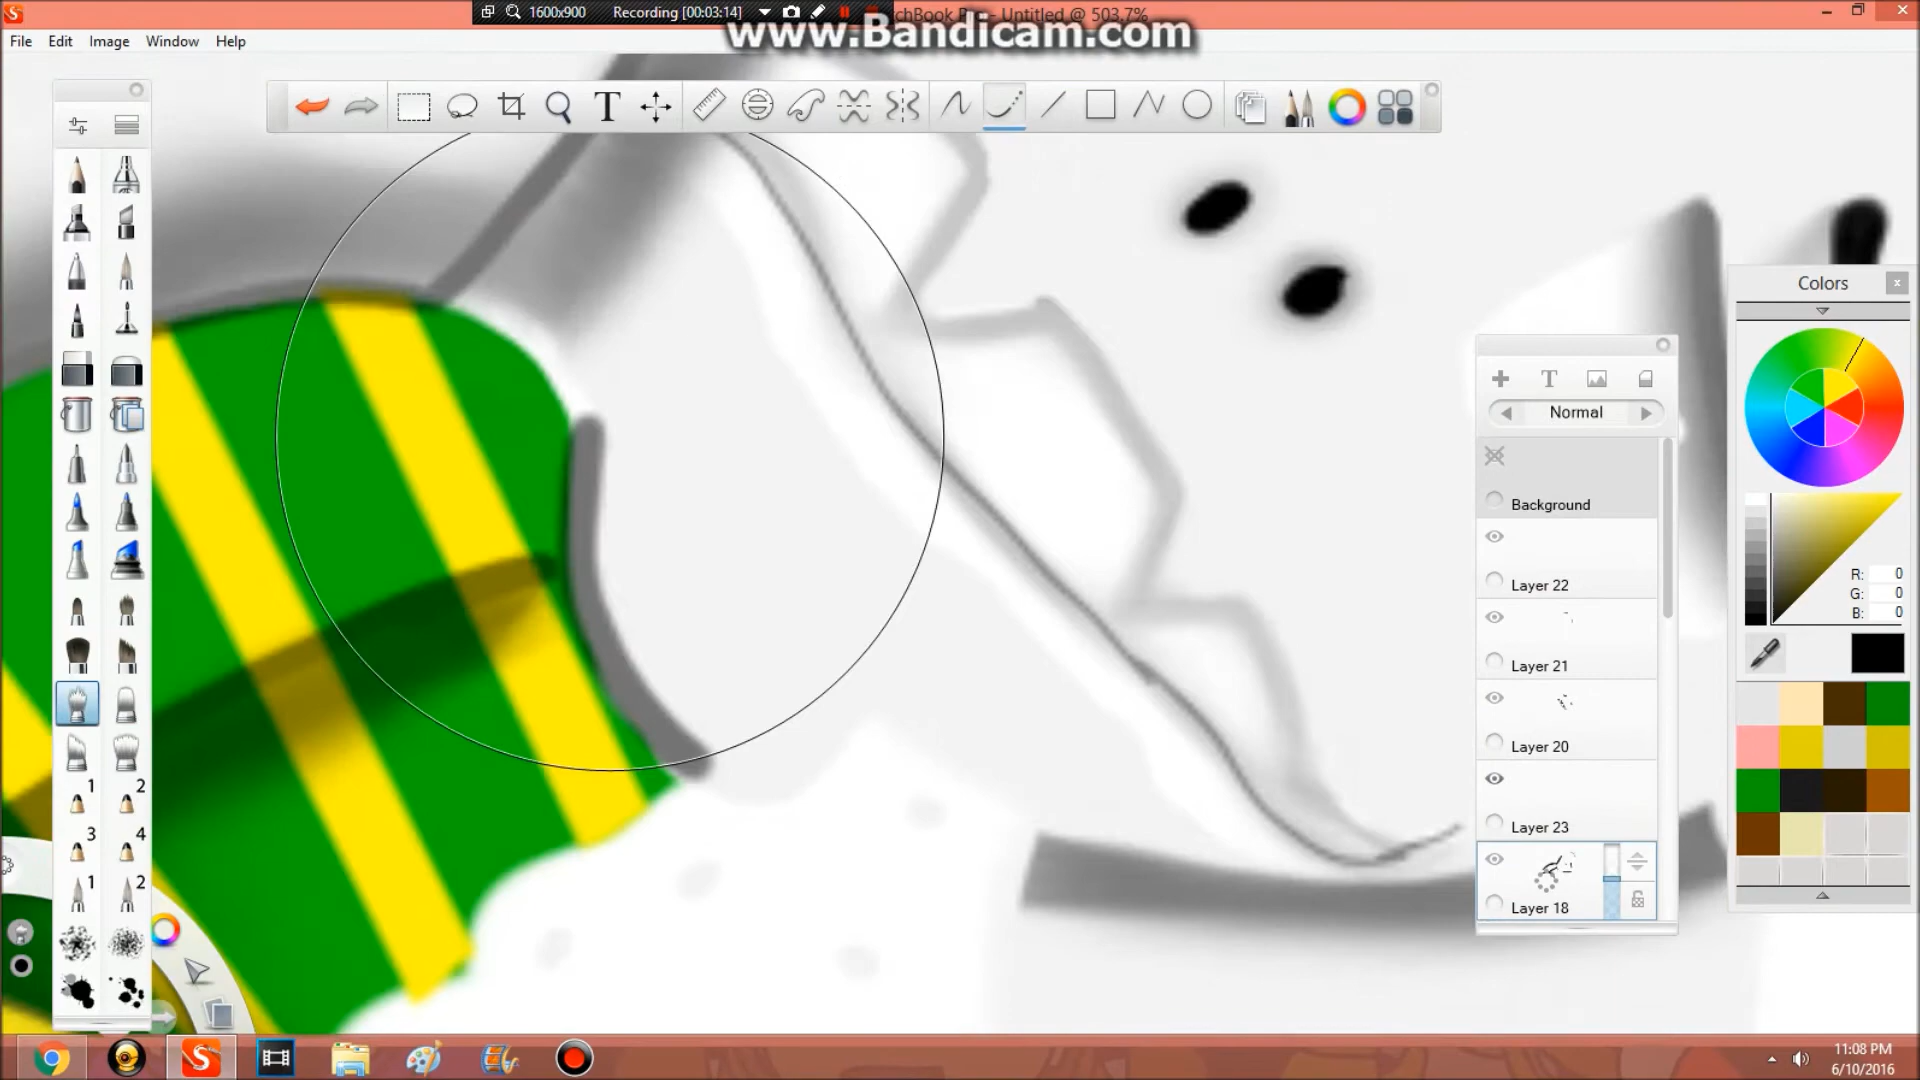 1600x900 Recording [00:03:14]
chBook P - Untitled @ 503.7%
www.Bandicam.com
File Edit Image Window Help
T
Colors
x
T
Normal
Background
Layer 22
R: 0
G: 0
B: 0
Layer 21
Layer 20
1 2
Layer 23
3 4
1 2
Layer 18
11:08 PM
6/10/2016